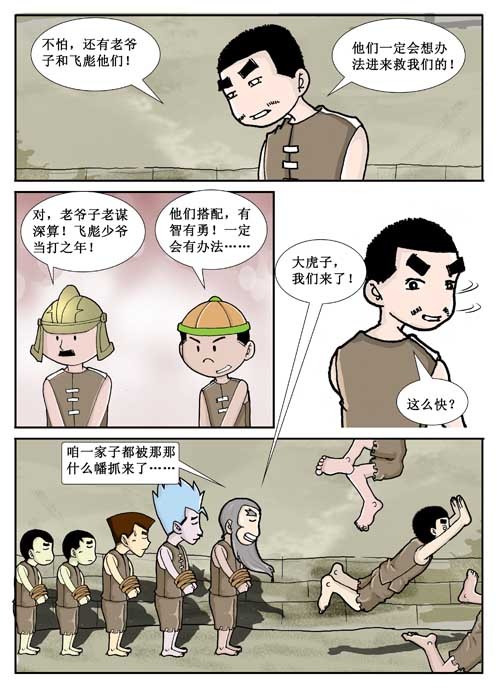 不怕，还有老爷
子和飞彪他们！
他们一定会想办
法进来救我们的！
对，老爷子老谋
深算！飞彪少爷
当打之年！
他们搭配，有
智有勇！一定
会有办法……
大虎子，
我们来了！
这么快？
咱一家子都被那那
什么幡抓来了……